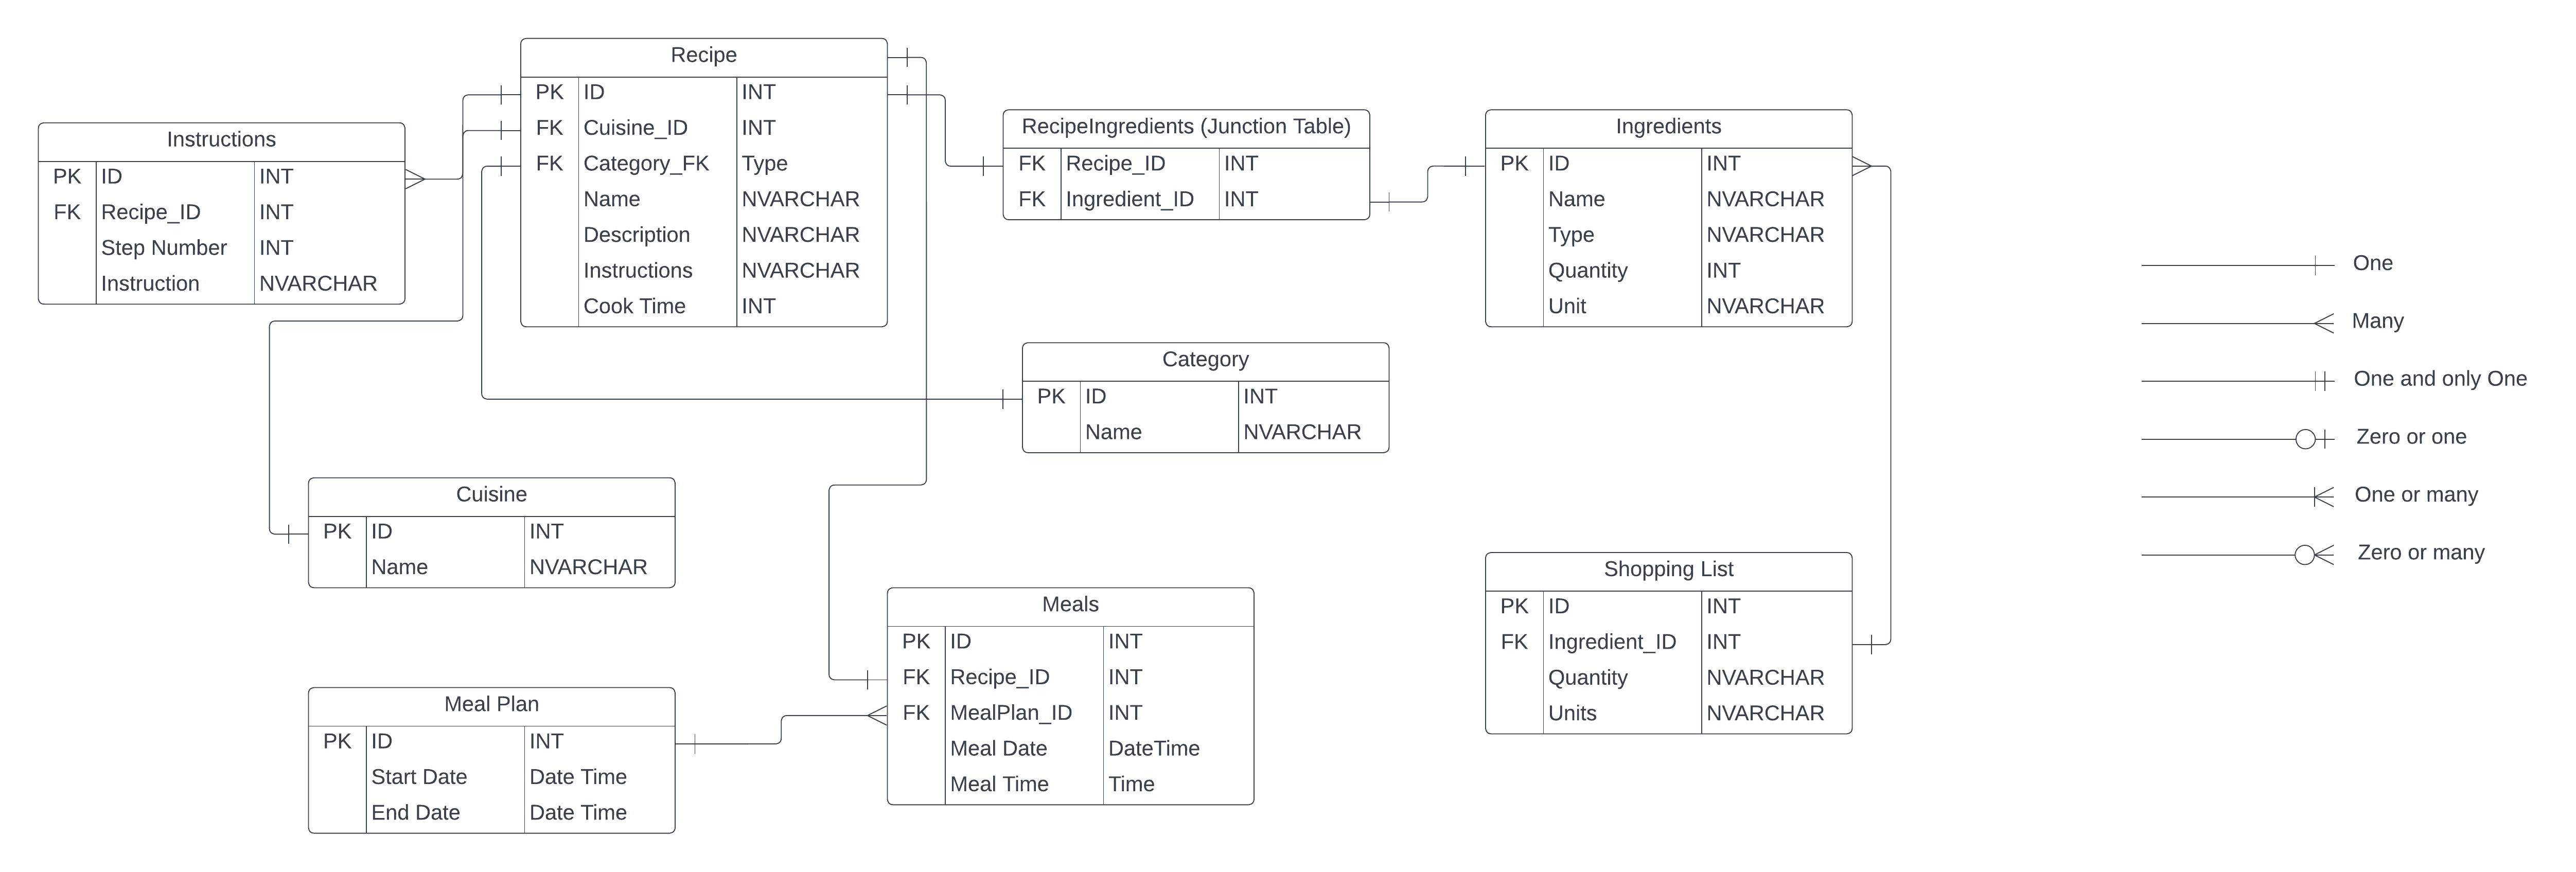 Recipe
PK ID INT
FK Cuisine_ID INT
FK Category_FK Type
Name NVARCHAR
Description NVARCHAR
Instructions NVARCHAR
Cook Time INT
Instructions
PK ID INT
FK Recipe_ID INT
Step Number INT
Instruction NVARCHAR
RecipeIngredients (Junction Table)
FK Recipe_ID INT
FK Ingredient_ID INT
Ingredients
PK ID INT
Name NVARCHAR
Type NVARCHAR
Quantity INT
Unit NVARCHAR
Category
PK ID INT
Name NVARCHAR
Cuisine
PK ID INT
Name NVARCHAR
Meals
PK ID INT
FK Recipe_ID INT
FK MealPlan_ID INT
Meal Date DateTime
Meal Time Time
Meal Plan
PK ID INT
Start Date Date Time
End Date Date Time
Shopping List
PK ID INT
FK Ingredient_ID INT
Quantity NVARCHAR
Units NVARCHAR
One
Many
One and only One
Zero or one
One or many
Zero or many